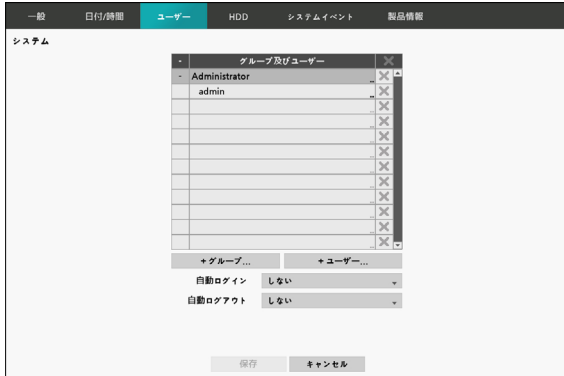 一般 日付/時間 ユーザー HDD システムイベント 製品情報
システム
- グループ及びユーザー
- Administrator ...
admin ...
+グループ... +ユーザー...
自動ログイン しない
自動ログアウト しない
保存 キャンセル